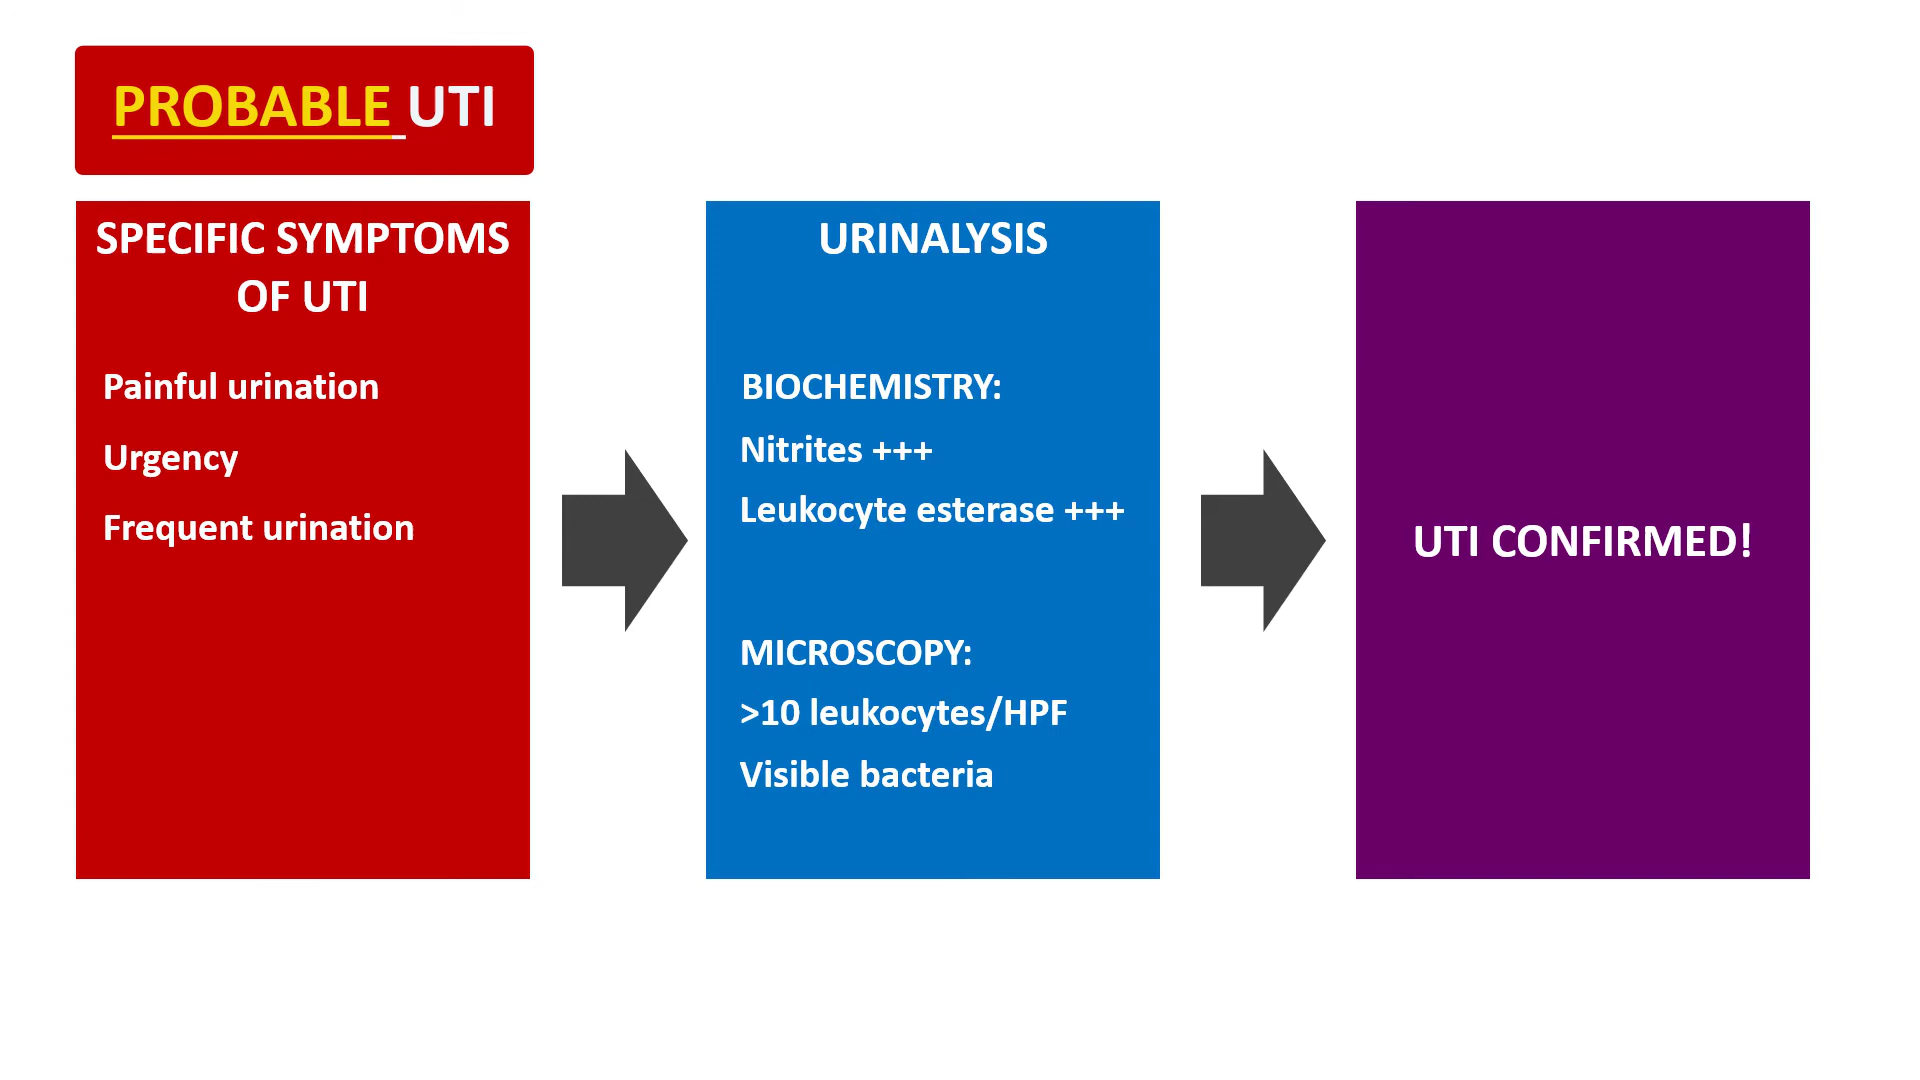 PROBABLE UTI
SPECIFIC SYMPTOMS
OF UTI
Painful urination
Urgency
Frequent urination
URINALYSIS
BIOCHEMISTRY:
Nitrites +++
Leukocyte esterase +++
MICROSCOPY:
>10 leukocytes/HPF
Visible bacteria
UTI CONFIRMED!